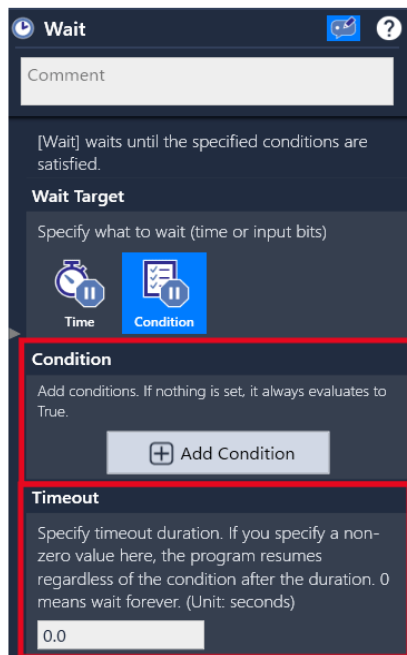 Wait
?
Comment
[Wait] waits until the specified conditions are
satisfied.
Wait Target
Specify what to wait (time or input bits)
Time
Condition
Condition
Add conditions. If nothing is set, it always evaluates to
True.
Add Condition
Timeout
Specify timeout duration. If you specify a non-
zero value here, the program resumes
regardless of the condition after the duration. 0
means wait forever. (Unit: seconds)
0.0